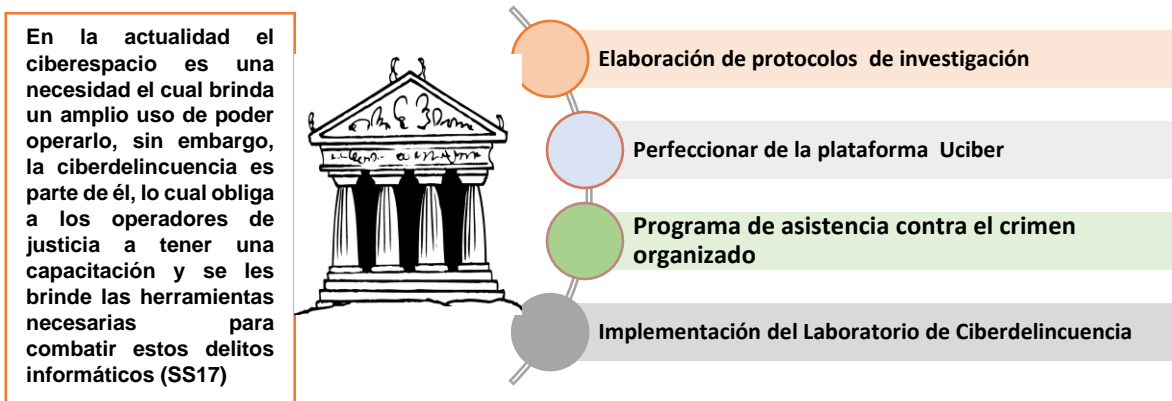 En la actualidad el
ciberespacio es una
necesidad el cual brinda
un amplio uso de poder
operarlo, sin embargo,
la ciberdelincuencia es
parte de él, lo cual obliga
a los operadores de
justicia a tener una
capacitación y se les
brinde las herramientas
necesarias para
combatir estos delitos
informáticos (SS17)
Elaboración de protocolos de investigación
Perfeccionar de la plataforma Uciber
Programa de asistencia contra el crimen
organizado
Implementación del Laboratorio de Ciberdelincuencia